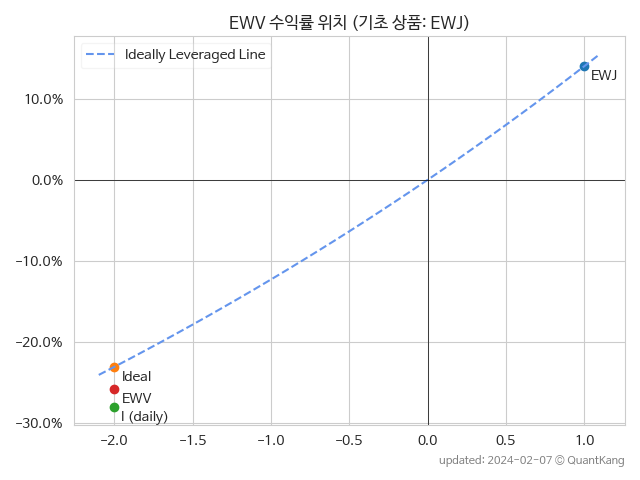 EWV 수익률 위치 (기초 상품: EWJ)
Ideally Leveraged Line
EWJ
10.0%
0.0%
−10.0%
−20.0%
Ideal
EWV
I (daily)
−30.0%
−2.0 −1.5 −1.0 −0.5 0.0 0.5 1.0
updated: 2024-02-07 © QuantKang